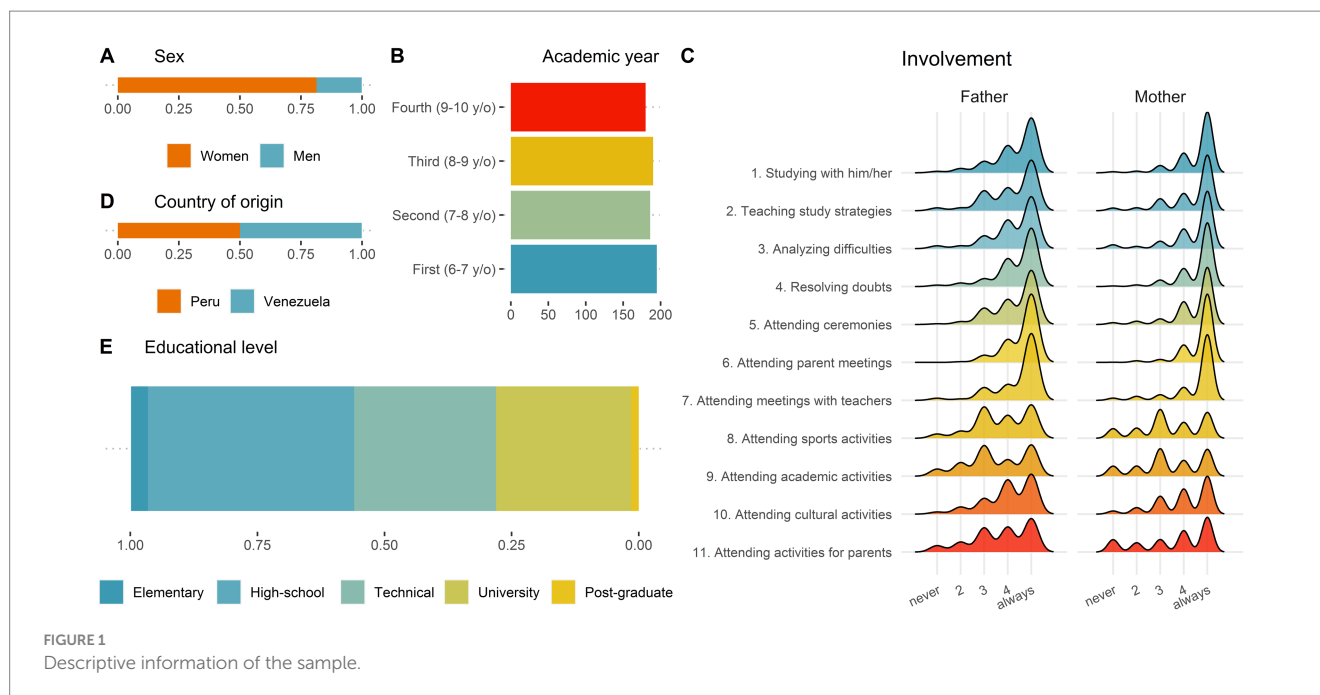 A Sex
0.00 0.25 0.50 0.75 1.00
Women Men
D Country of origin
0.00 0.25 0.50 0.75 1.00
Peru Venezuela
B Academic year
Fourth (9-10 y/o)
Third (8-9 y/o)
Second (7-8 y/o)
First (6-7 y/o)
0 50 100 150 200
C Involvement
Father Mother
1. Studying with him/her
2. Teaching study strategies
3. Analyzing difficulties
4. Resolving doubts
5. Attending ceremonies
6. Attending parent meetings
7. Attending meetings with teachers
8. Attending sports activities
9. Attending academic activities
10. Attending cultural activities
11. Attending activities for parents
never 2 3 4 always never 2 3 4 always
E Educational level
1.00 0.75 0.50 0.25 0.00
Elementary High-school Technical University Post-graduate
FIGURE 1
Descriptive information of the sample.